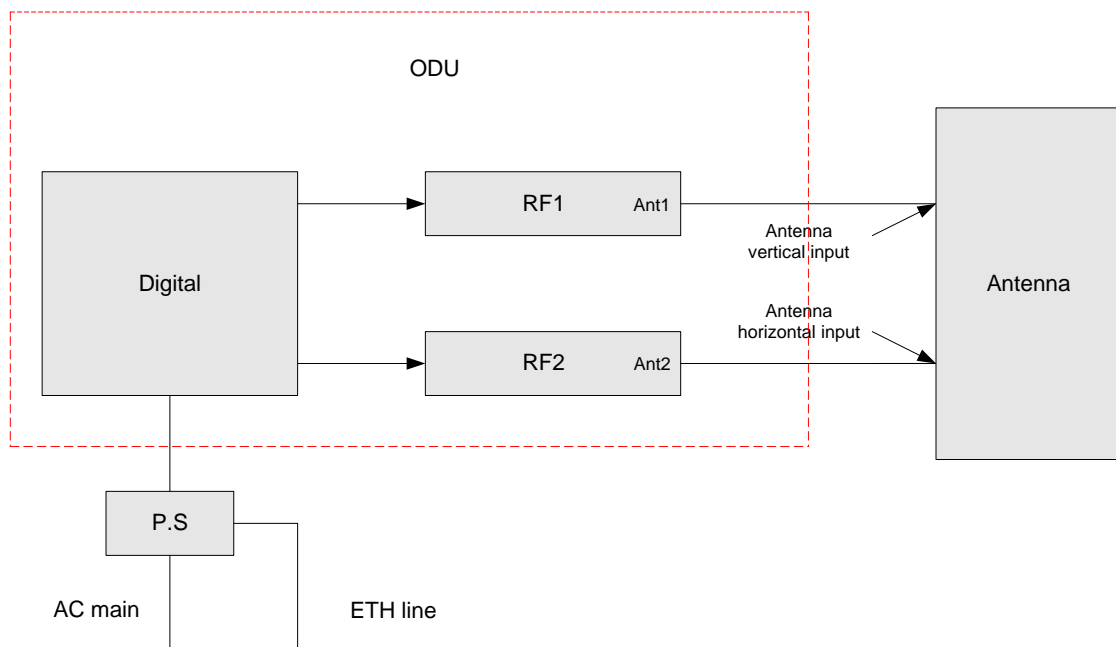 ODU
RF1
Ant1
Antenna
vertical input
Digital
Antenna
Antenna
horizontal input
RF2
Ant2
P.S
AC main
ETH line